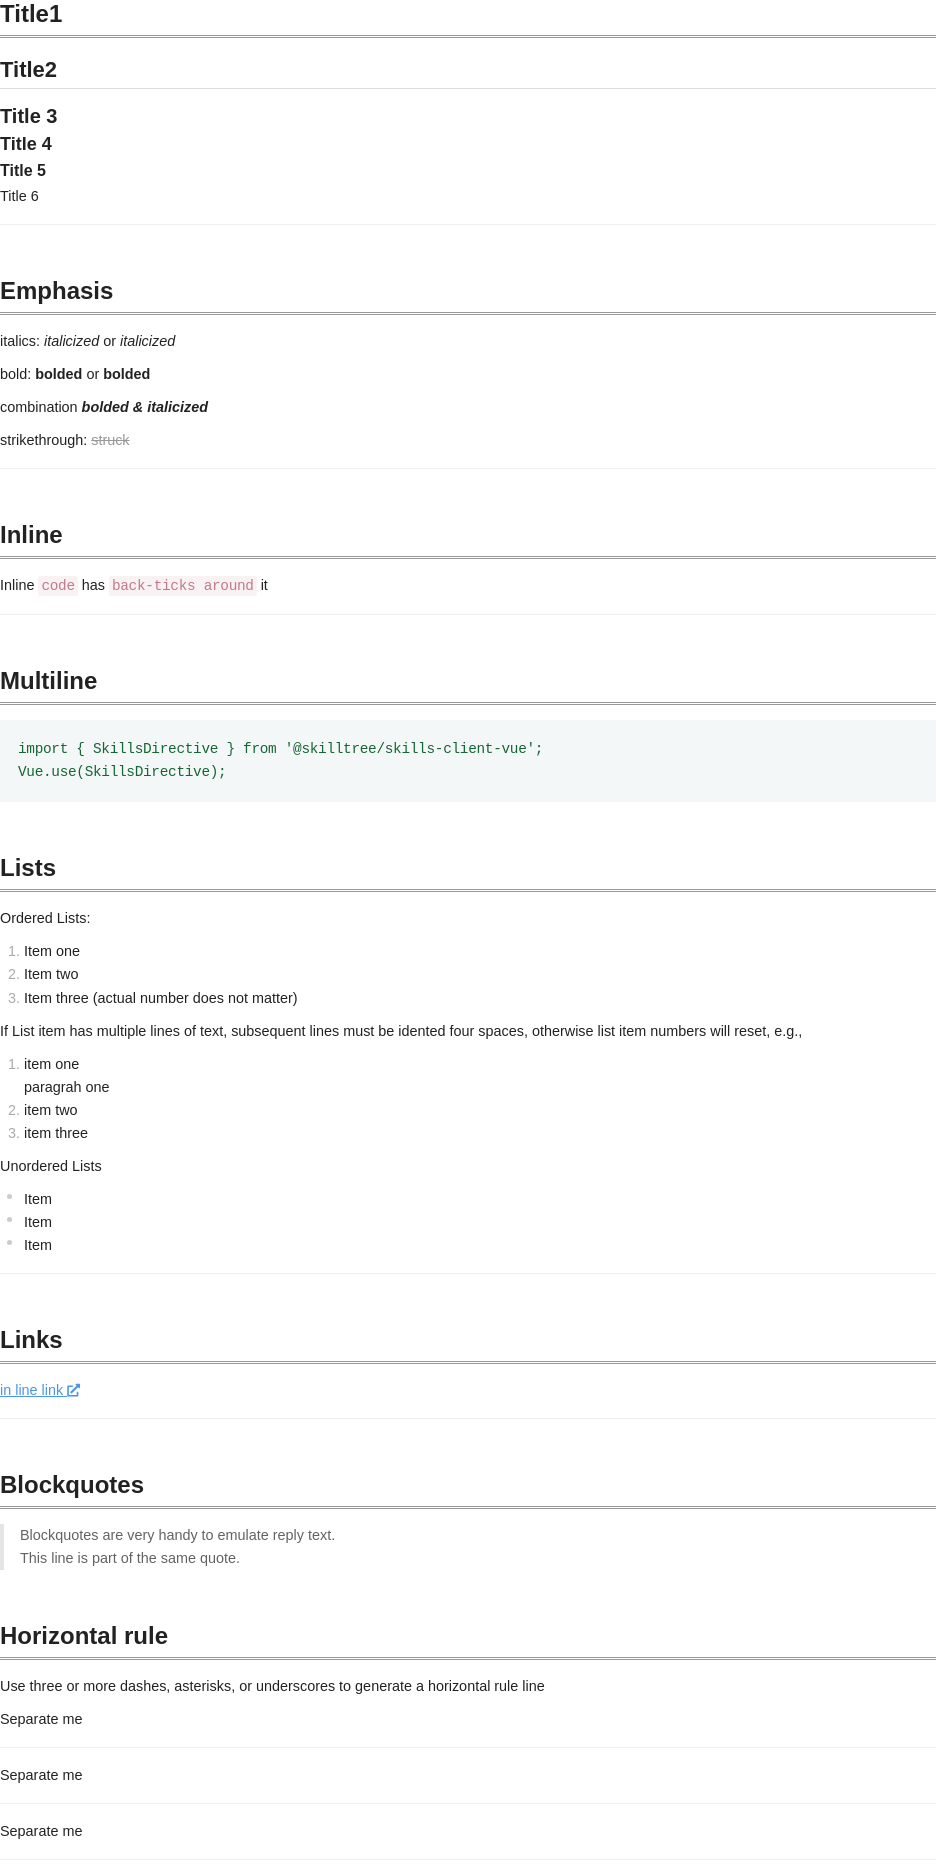 Title1
Title2
Title 3
Title 4
Title 5
Title 6
Emphasis
italics: italicized or italicized
bold: bolded or bolded
combination bolded & italicized
strikethrough: struck
Inline
Inline code has back-ticks around it
Multiline
import { SkillsDirective } from '@skilltree/skills-client-vue';
Vue.use(SkillsDirective);
Lists
Ordered Lists:
1. Item one
2. Item two
3. Item three (actual number does not matter)
If List item has multiple lines of text, subsequent lines must be idented four spaces, otherwise list item numbers will reset, e.g.,
1. item one
paragrah one
2. item two
3. item three
Unordered Lists
• Item
• Item
• Item
Links
in line link
Blockquotes
Blockquotes are very handy to emulate reply text.
This line is part of the same quote.
Horizontal rule
Use three or more dashes, asterisks, or underscores to generate a horizontal rule line
Separate me
Separate me
Separate me